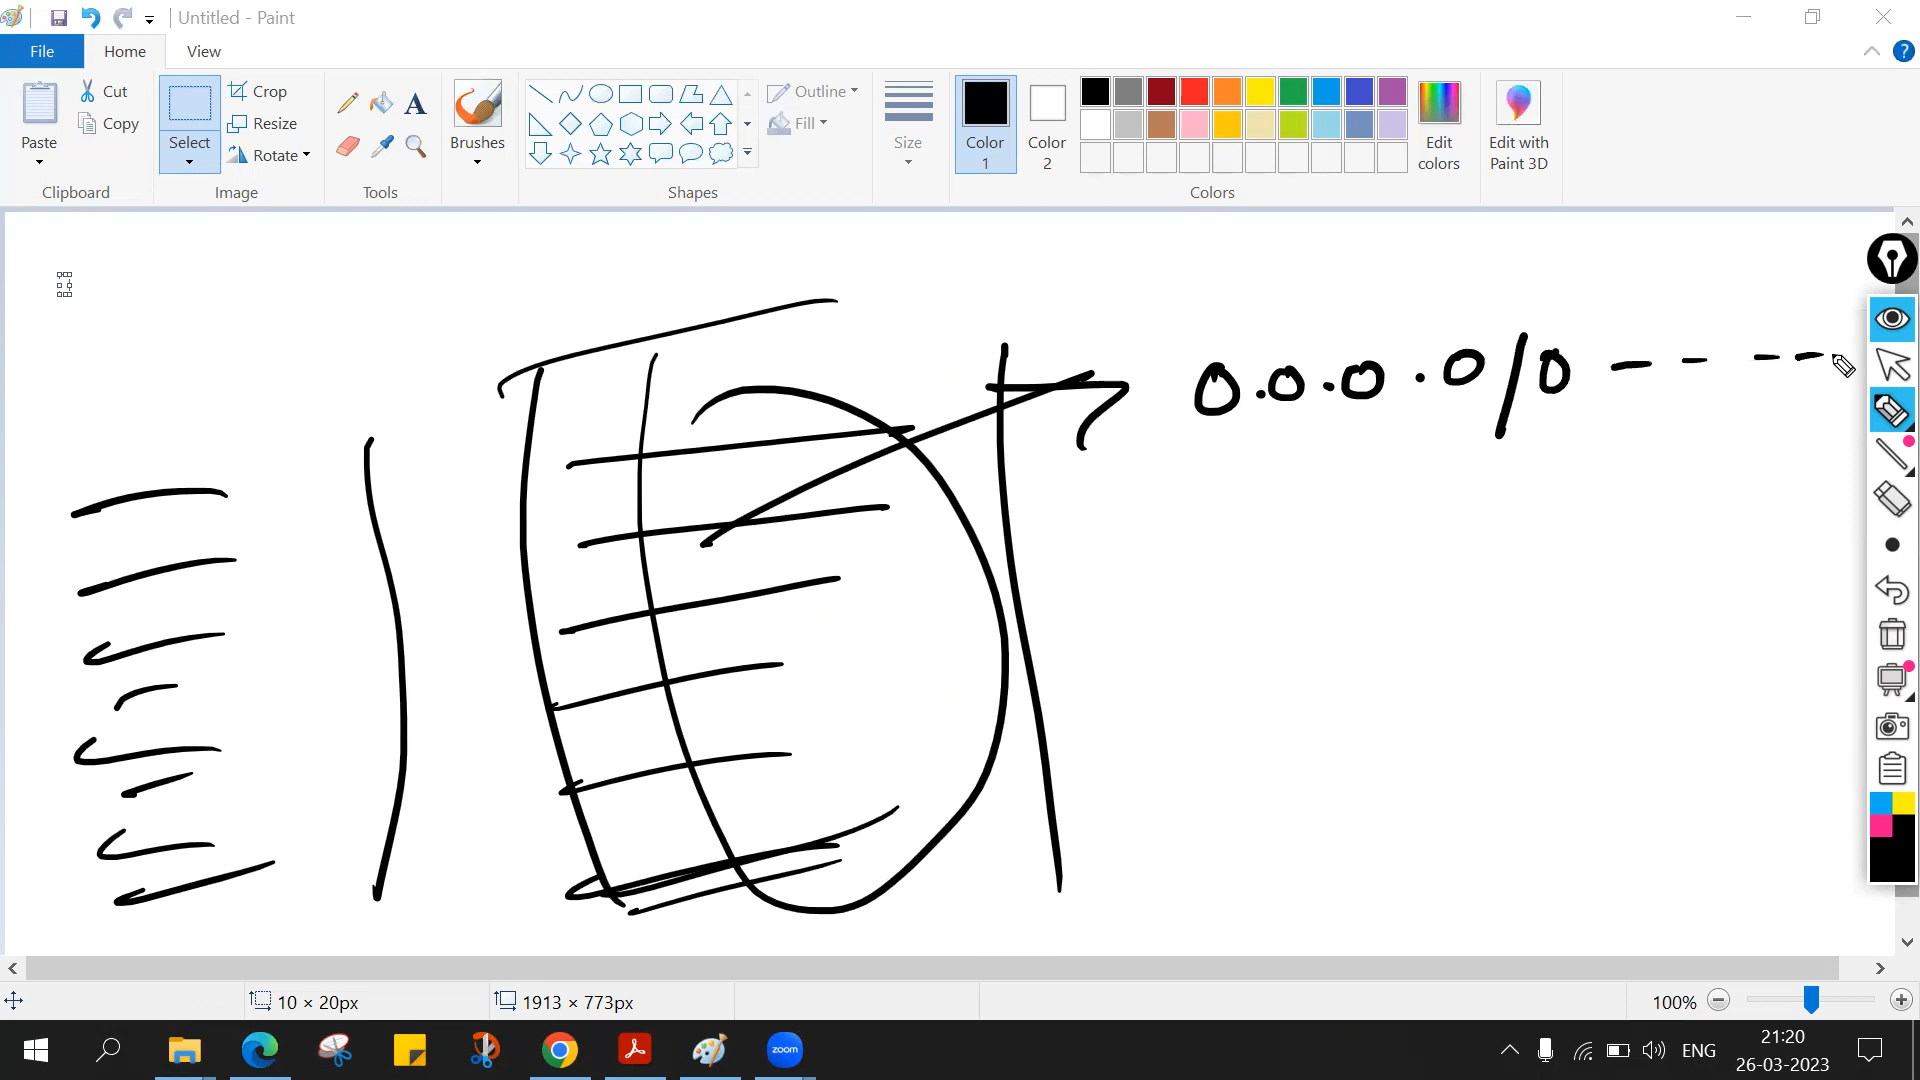 Untitled - Paint
File Home View
Cut
Copy
Paste
Clipboard
Crop
Resize
Rotate
Select
Image
A
Tools
Brushes
Outline
Fill
Shapes
Size
Color 1
Color 2
Colors
Edit colors
Edit with Paint 3D
?
0.0.0.0/0
10 × 20px
1913 × 773px
100%
zoom
ENG
21:20
26-03-2023